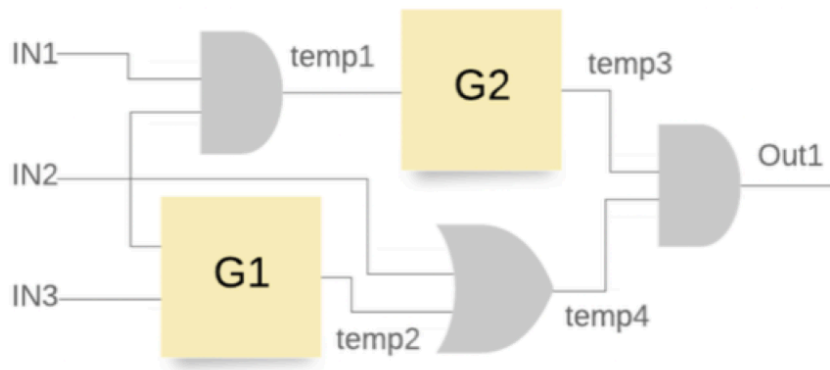 IN1
temp1
G2
temp3
IN2
Out1
G1
IN3
temp2
temp4